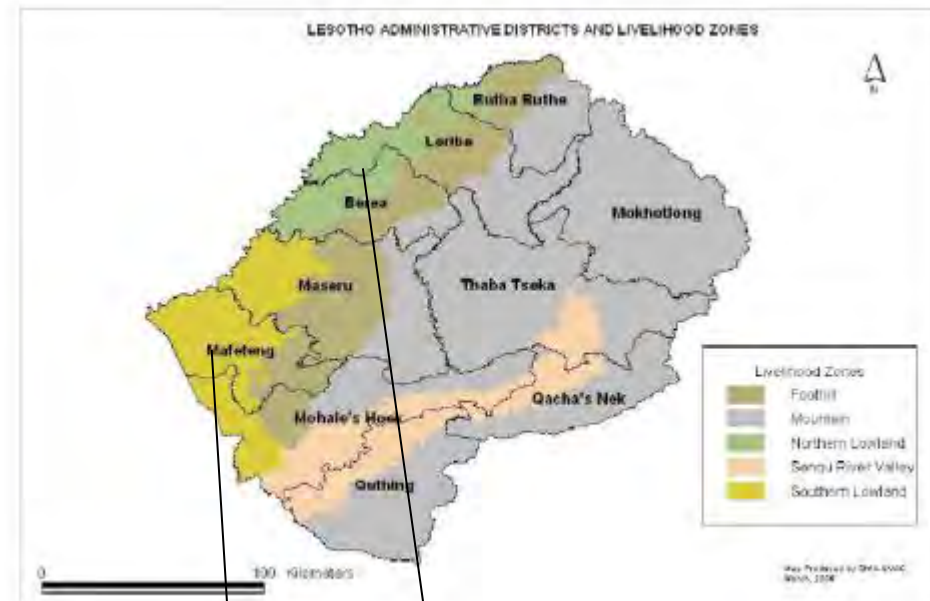 LESOTHO ADMINISTRATIVE DISTRICTS AND LIVELIHOOD ZONES
N
Butha Buthe
Leribe
Berea
Mokhotlong
Maseru
Thaba Tseka
Mafeteng
Mohale's Hoek
Qacha's Nek
Quthing
Livelihood Zones
Foothill
Mountain
Northern Lowland
Senqu River Valley
Southern Lowland
0 100 Kilometers
Map Produced by
March,